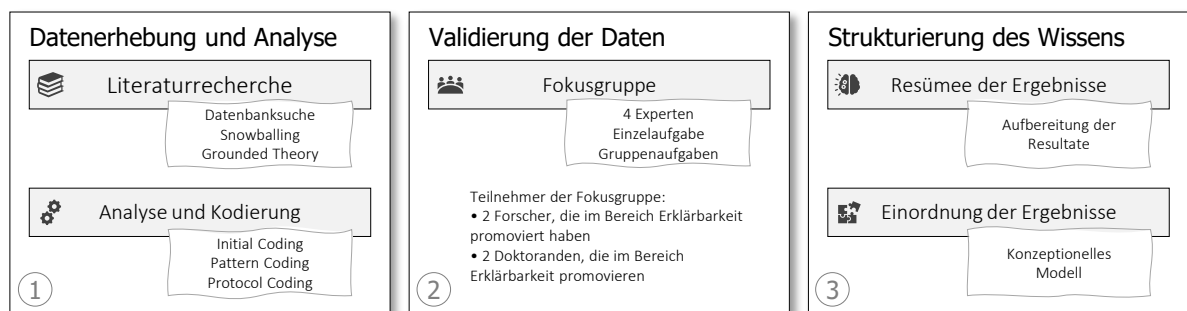 Datenerhebung und Analyse
Literaturrecherche
Datenbanksuche
Snowballing
Grounded Theory
Analyse und Kodierung
Initial Coding
Pattern Coding
Protocol Coding
1
Validierung der Daten
Fokusgruppe
4 Experten
Einzelaufgabe
Gruppenaufgaben
Teilnehmer der Fokusgruppe:
• 2 Forscher, die im Bereich Erklärbarkeit
promoviert haben
• 2 Doktoranden, die im Bereich
Erklärbarkeit promovieren
2
Strukturierung des Wissens
Resümee der Ergebnisse
Aufbereitung der
Resultate
Einordnung der Ergebnisse
Konzeptionelles
Modell
3